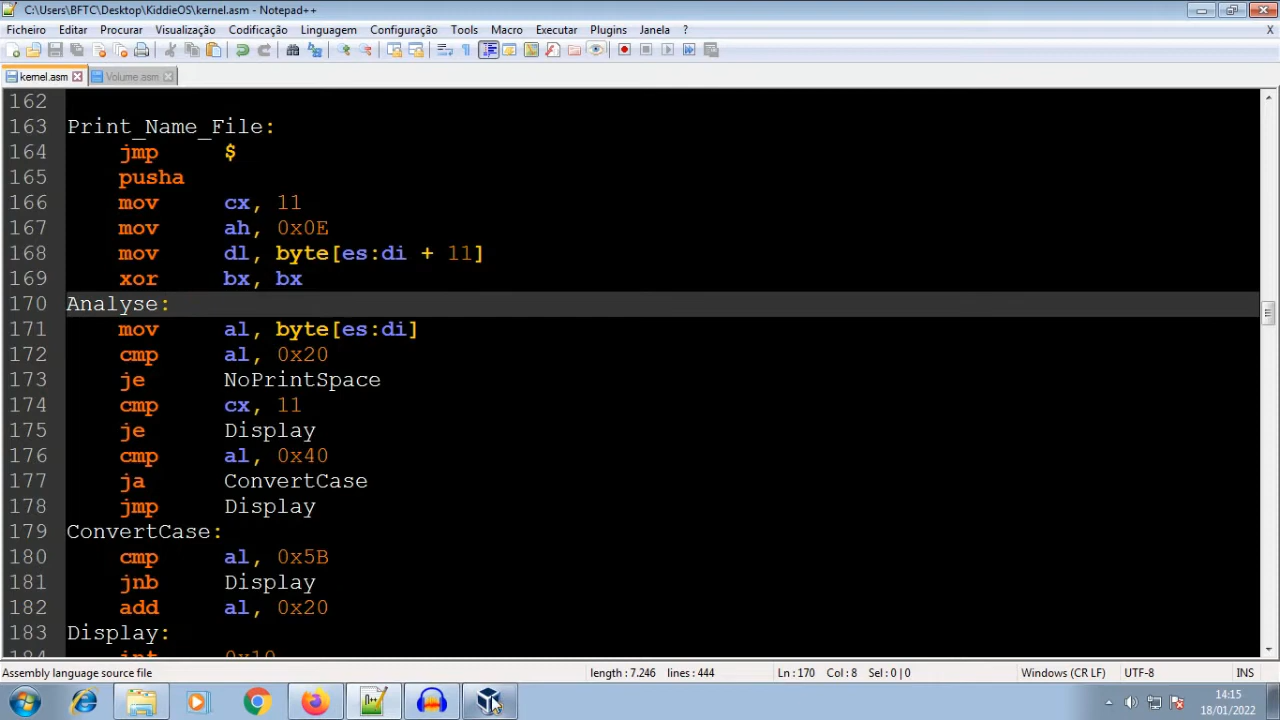 C:\Users\BFTC\Desktop\KiddieOS\kernel.asm - Notepad++
Ficheiro Editar Procurar Visualização Codificação Linguagem Configuração Tools Macro Executar Plugins Janela ? X
kernel.asm Volume.asm
162
163 Print_Name_File:
164 jmp $
165 pusha
166 mov cx, 11
167 mov ah, 0x0E
168 mov dl, byte[es:di + 11]
169 xor bx, bx
170 Analyse:
171 mov al, byte[es:di]
172 cmp al, 0x20
173 je NoPrintSpace
174 cmp cx, 11
175 je Display
176 cmp al, 0x40
177 ja ConvertCase
178 jmp Display
179 ConvertCase:
180 cmp al, 0x5B
181 jnb Display
182 add al, 0x20
183 Display:
184 int 0x10
Assembly language source file length : 7.246 lines : 444 Ln : 170 Col : 8 Sel : 0 | 0 Windows (CR LF) UTF-8 INS
14:15
18/01/2022